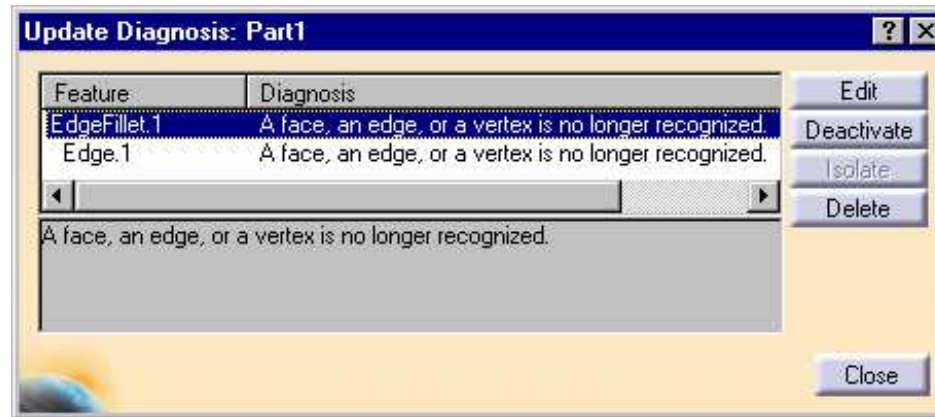 Update Diagnosis: Part1
? X
Feature Diagnosis Edit
EdgeFillet.1 A face, an edge, or a vertex is no longer recognized. Deactivate
Edge.1 A face, an edge, or a vertex is no longer recognized.
Isolate
Delete
A face, an edge, or a vertex is no longer recognized.
Close